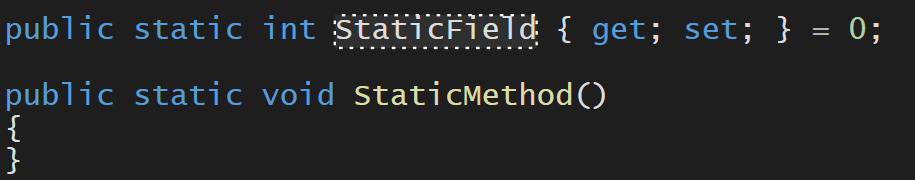 public static int StaticField { get; set; } = 0;
public static void StaticMethod()
{
}